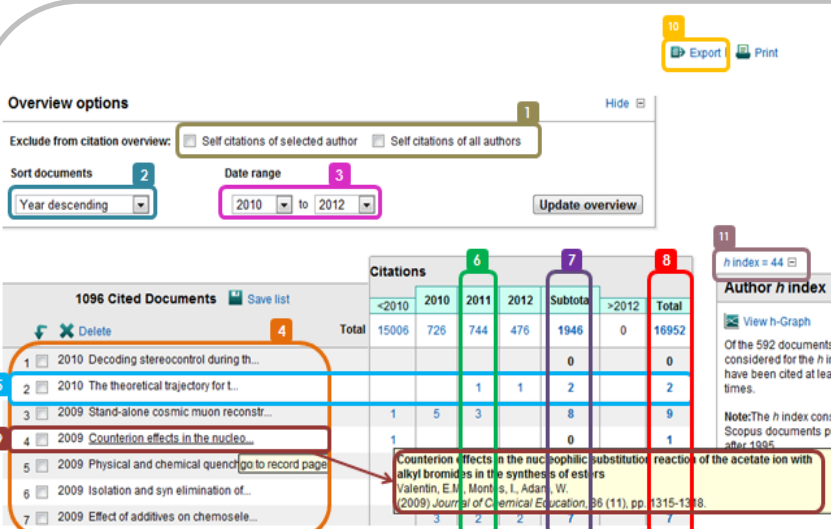 10
Export Print
Overview options
Hide
1
Exclude from citation overview: Self citations of selected author Self citations of all authors
Sort documents 2 Date range 3
Year descending 2010 to 2012 Update overview
11
6 7 8
h index = 44
Citations
Author h index
1096 Cited Documents Save list
<2010 2010 2011 2012 Subtotal >2012 Total
View h-Graph
Delete 4 Total 15006 726 744 476 1946 0 16952
Of the 592 documents
considered for the h
have been cited at
times.
1 2010 Decoding stereocontrol during th... 0 0
2 2010 The theoretical trajectory for t... 1 1 2 2
3 2009 Stand-alone cosmic muon reconstr... 1 5 3 8 9
Note:The h index
Scopus documents
after 1995
4 2009 Counterion effects in the nucleo... 1 0 1
5 2009 Physical and chemical quench
go to record page
Counterion effects in the nucleophilic substitution reaction of the acetate ion with
alkyl bromides in the synthesis of esters
Valentin, E.M, Montes, I., Adam, W.
(2009) Journal of Chemical Education, 86 (11), pp. 1315-1318.
6 2009 Isolation and syn elimination of...
7 2009 Effect of additives on chemosele... 3 2 2 7 7